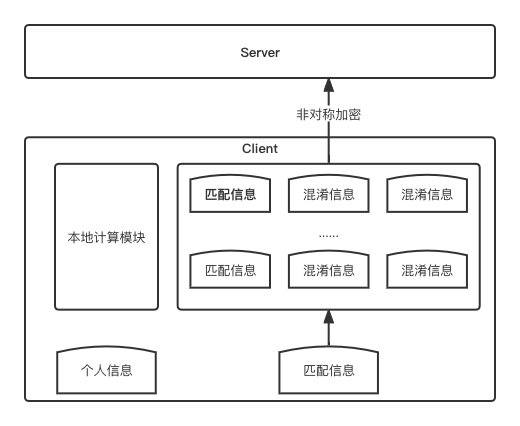 Server
非对称加密
Client
本地计算模块
匹配信息
混淆信息
混淆信息
......
匹配信息
混淆信息
混淆信息
个人信息
匹配信息